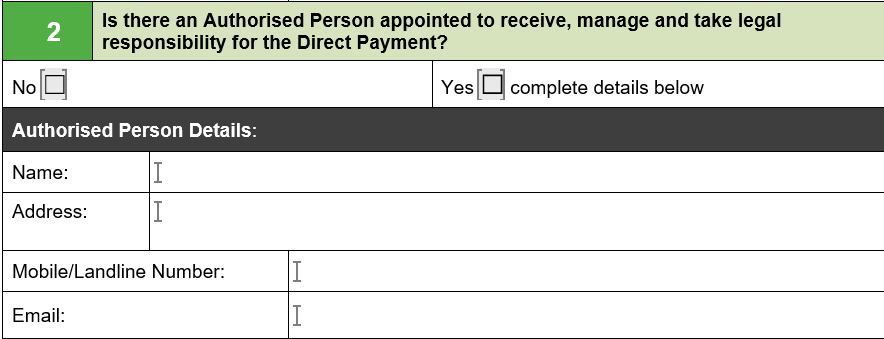 2
Is there an Authorised Person appointed to receive, manage and take legal
responsibility for the Direct Payment?
No ☐ Yes ☐ complete details below
Authorised Person Details:
Name:
Address:
Mobile/Landline Number:
Email: